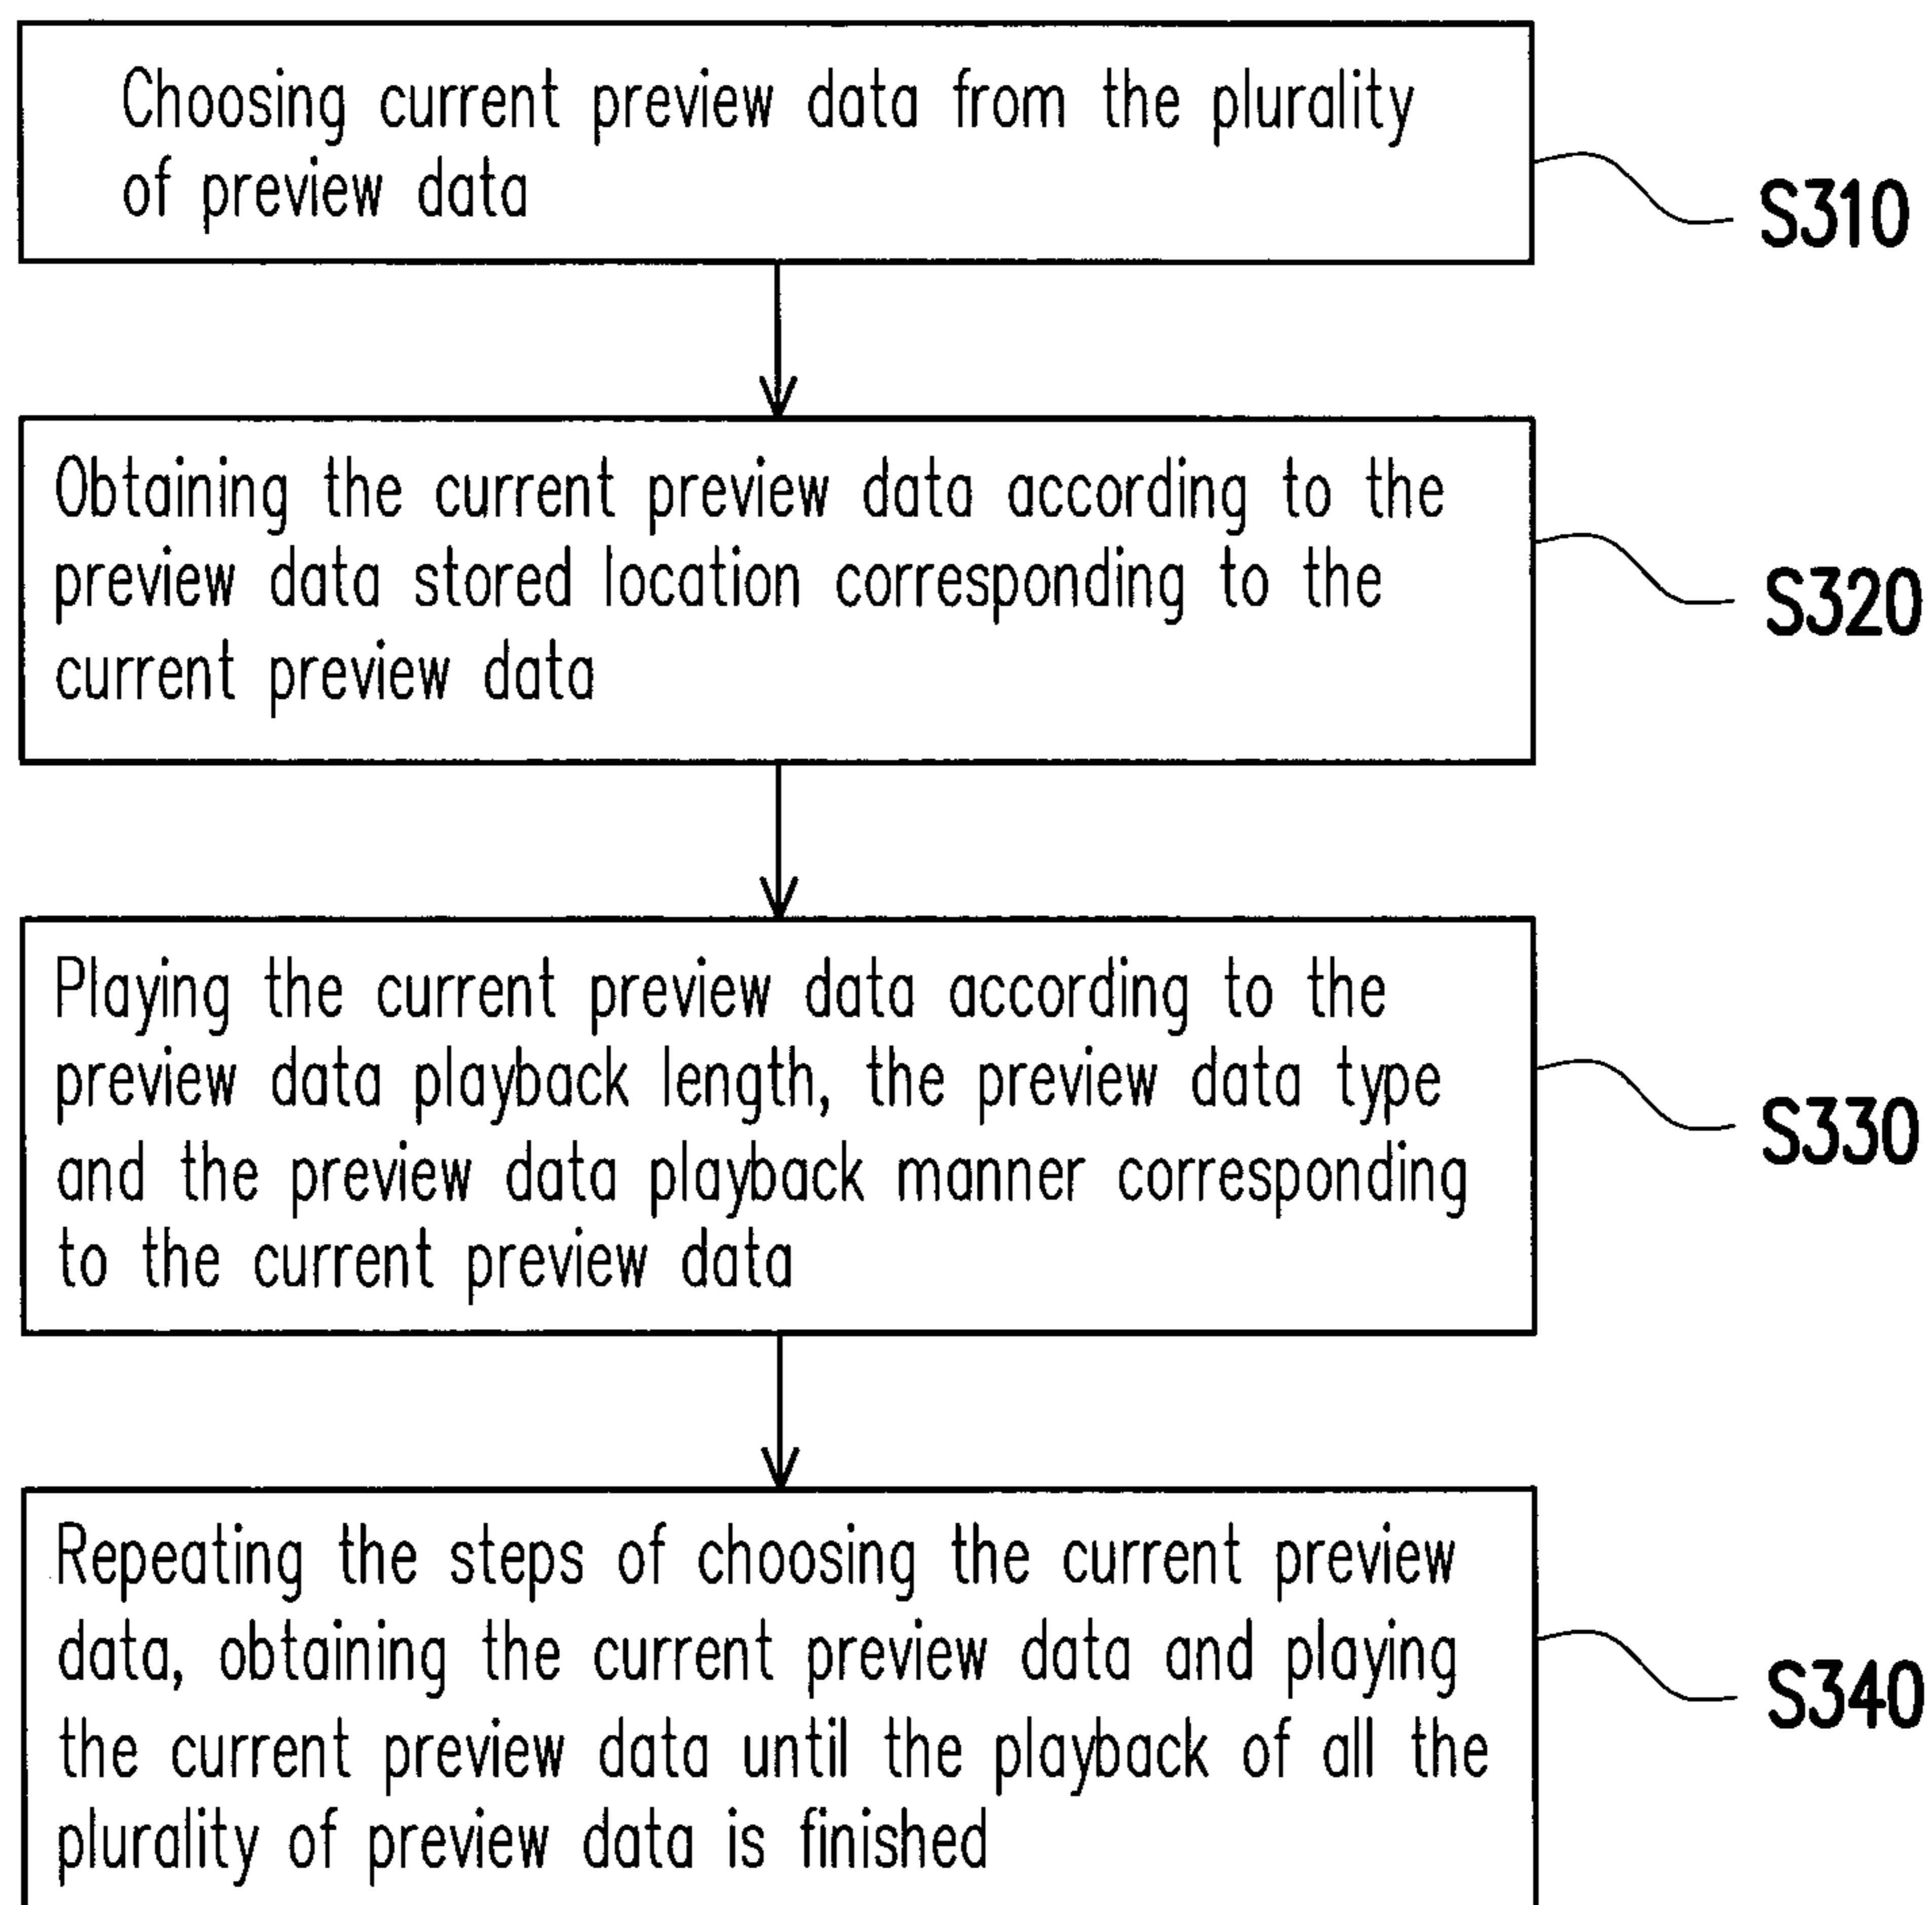 Choosing current preview data from the plurality
of preview data
S310
Obtaining the current preview data according to the
preview data stored location corresponding to the
current preview data
S320
Playing the current preview data according to the
preview data playback length, the preview data type
and the preview data playback manner corresponding
to the current preview data
S330
Repeating the steps of choosing the current preview
data, obtaining the current preview data and playing
the current preview data until the playback of all the
plurality of preview data is finished
S340